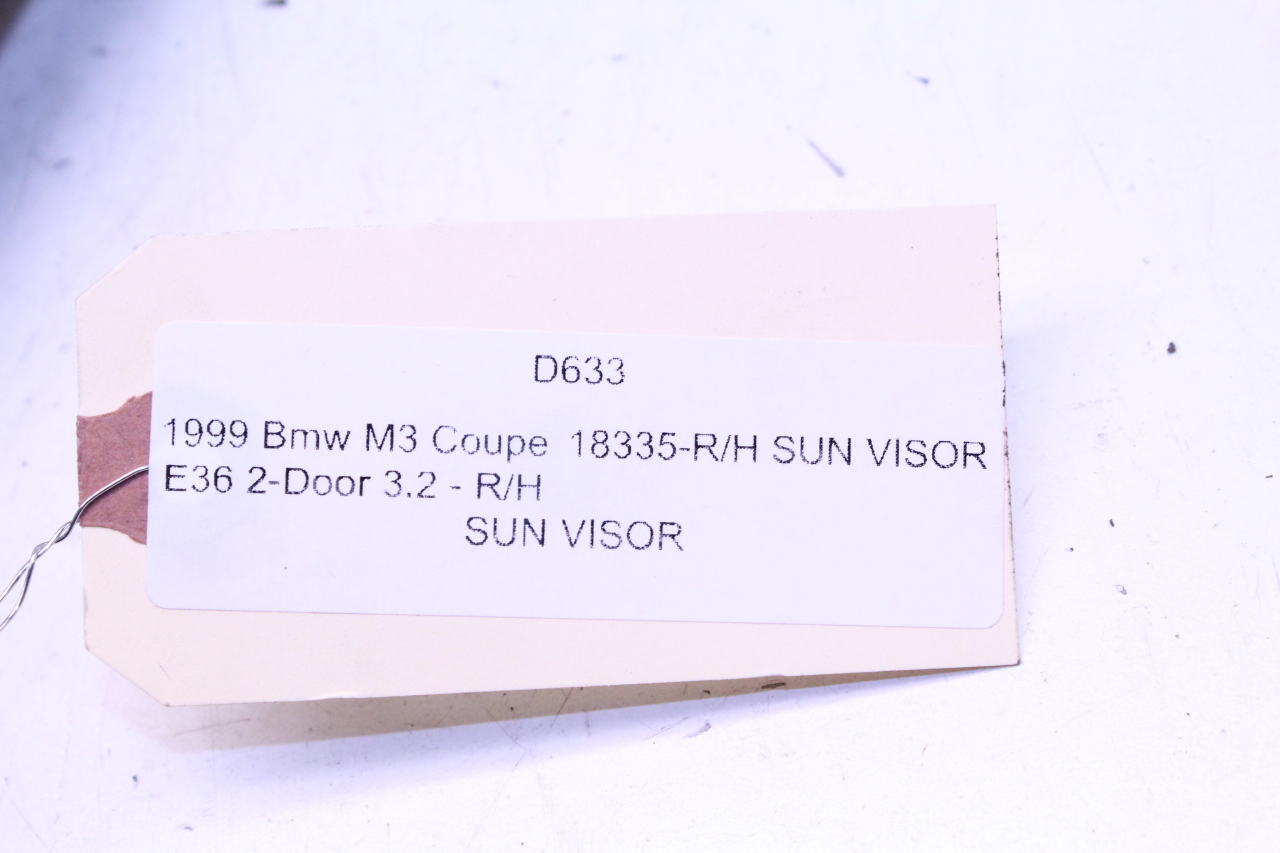 D633
1999 Bmw M3 Coupe 18335-R/H SUN VISOR
E36 2-Door 3.2 - R/H
SUN VISOR